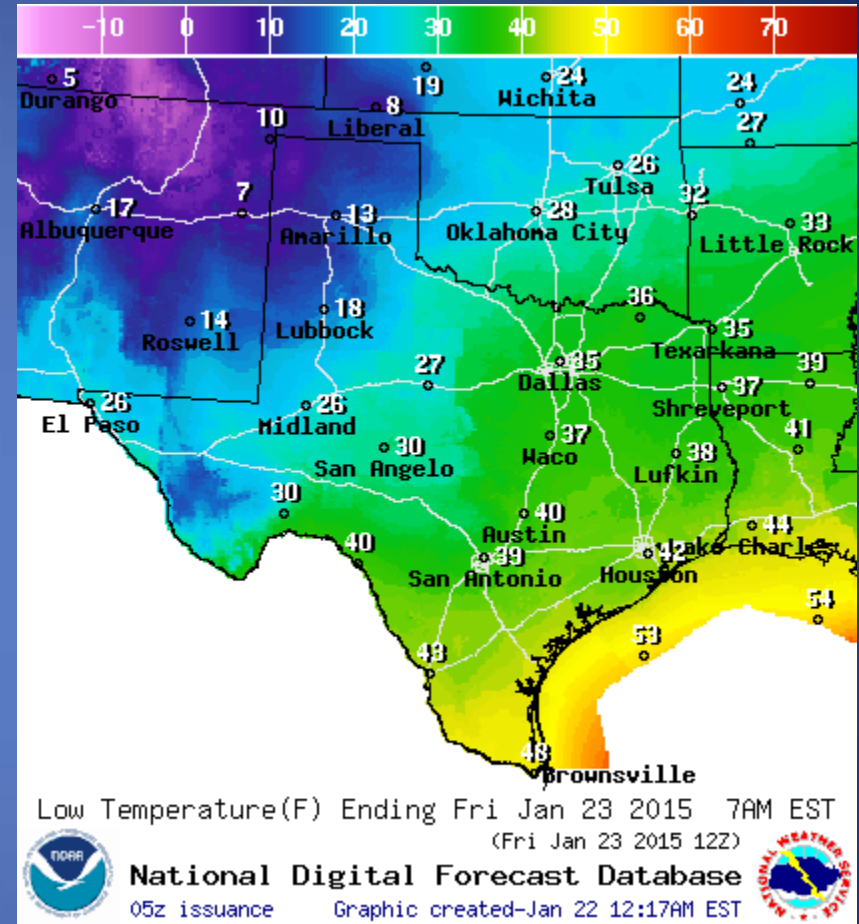 -10 0 10 20 30 40 50 60 70
5
Durango
19
24
Wichita
24
8
Liberal
10
27
26
Tulsa
17
Albuquerque
7
13
Amarillo
28
Oklahoma City
32
33
Little Rock
14
Roswell
18
Lubbock
36
35
Texarkana
35
Dallas
27
37
Shreveport
39
26
El Paso
26
Midland
30
San Angelo
37
Waco
38
Lufkin
41
30
40
Austin
44
Lake Charles
40
39
San Antonio
42
Houston
54
53
43
48
Brownsville
Low Temperature(F) Ending Fri Jan 23 2015 7AM EST
(Fri Jan 23 2015 12Z)
NOAA
NATIONAL WEATHER SERVICE
National Digital Forecast Database
05z issuance Graphic created-Jan 22 12:17AM EST